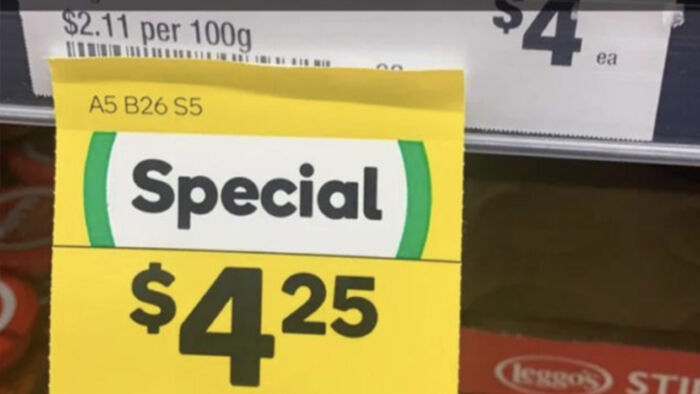 $2.11 per 100g
$4 ea
A5 B26 S5
Special
$4.25
leggo's